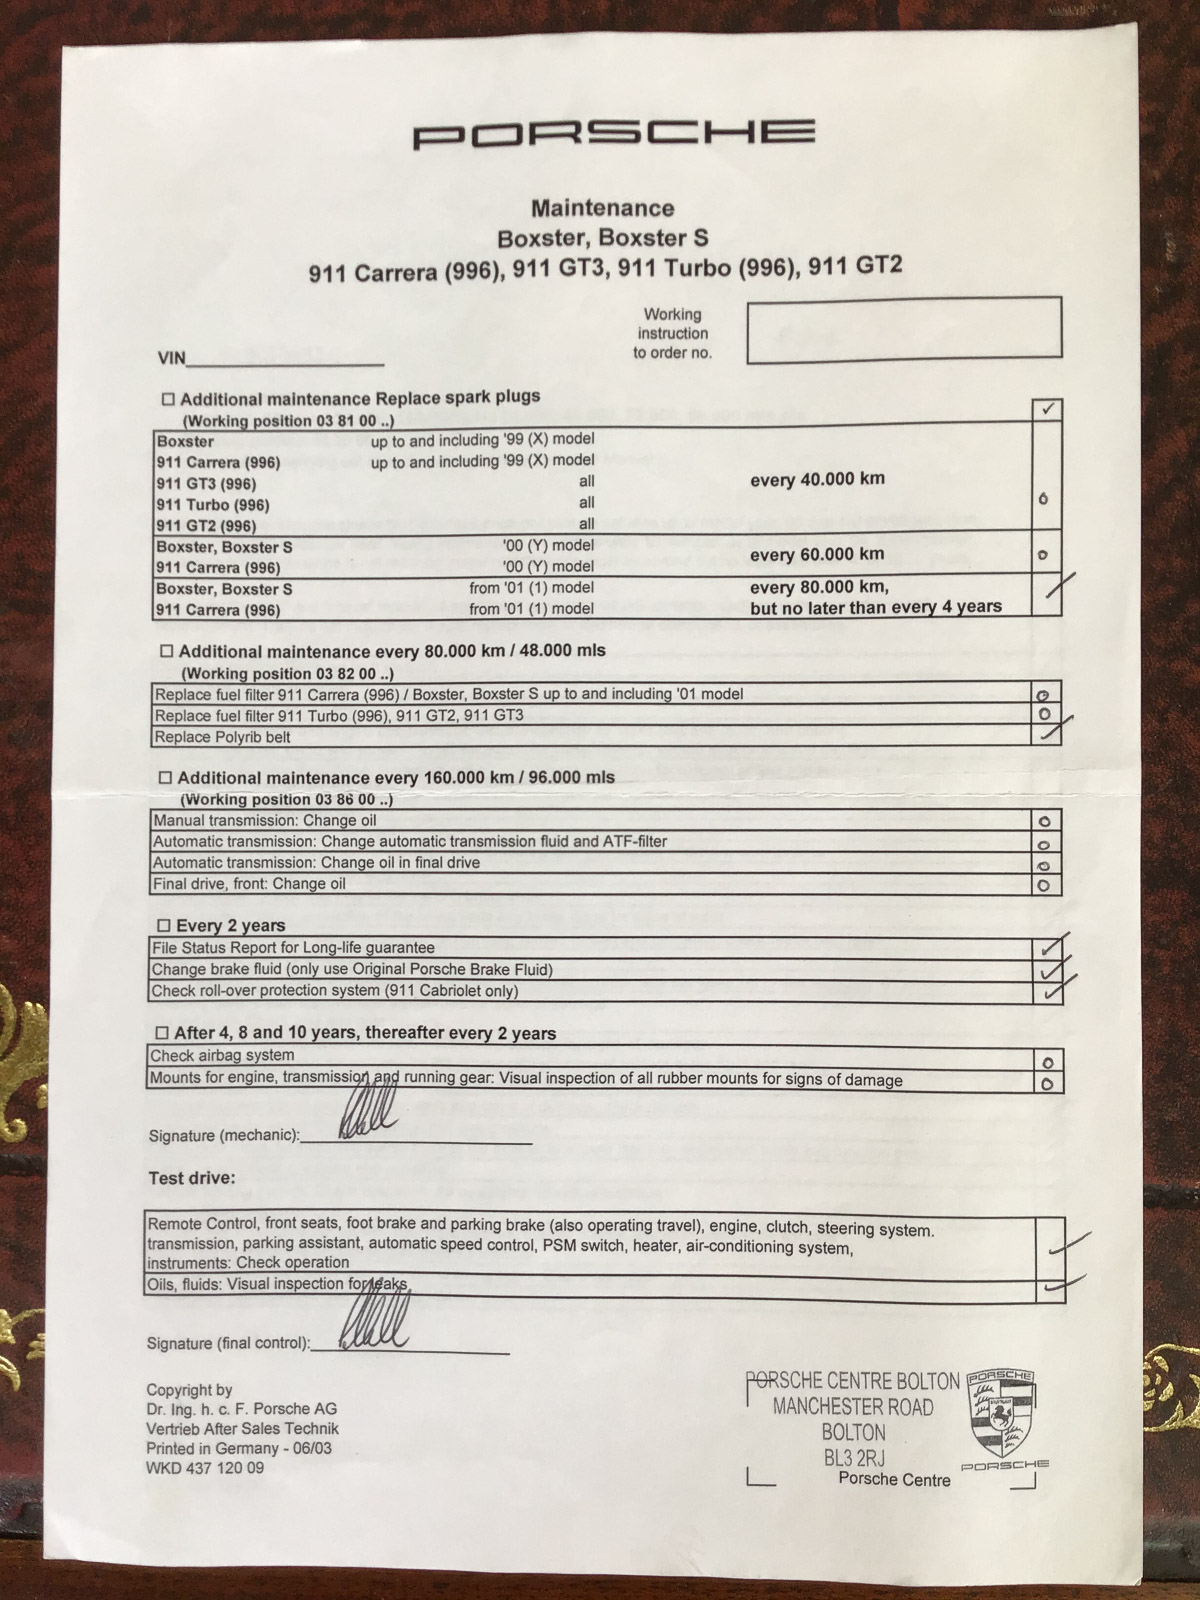 PORSCHE
Maintenance
Boxster, Boxster S
911 Carrera (996), 911 GT3, 911 Turbo (996), 911 GT2
Working
instruction
to order no.
VIN
☐ Additional maintenance Replace spark plugs
(Working position 03 81 00 ..)
✓
Boxster up to and including '99 (X) model
911 Carrera (996) up to and including '99 (X) model
911 GT3 (996) all every 40.000 km
911 Turbo (996) all O
911 GT2 (996) all
Boxster, Boxster S '00 (Y) model every 60.000 km O
911 Carrera (996) '00 (Y) model
Boxster, Boxster S from '01 (1) model every 80.000 km, ✓
911 Carrera (996) from '01 (1) model but no later than every 4 years
☐ Additional maintenance every 80.000 km / 48.000 mls
(Working position 03 82 00 ..)
Replace fuel filter 911 Carrera (996) / Boxster, Boxster S up to and including '01 model O
Replace fuel filter 911 Turbo (996), 911 GT2, 911 GT3 O
Replace Polyrib belt ✓
☐ Additional maintenance every 160.000 km / 96.000 mls
(Working position 03 86 00 ..)
Manual transmission: Change oil O
Automatic transmission: Change automatic transmission fluid and ATF-filter O
Automatic transmission: Change oil in final drive O
Final drive, front: Change oil O
☐ Every 2 years
File Status Report for Long-life guarantee ✓
Change brake fluid (only use Original Porsche Brake Fluid) ✓
Check roll-over protection system (911 Cabriolet only) ✓
☐ After 4, 8 and 10 years, thereafter every 2 years
Check airbag system O
Mounts for engine, transmission and running gear: Visual inspection of all rubber mounts for signs of damage O
Signature (mechanic):
Test drive:
Remote Control, front seats, foot brake and parking brake (also operating travel), engine, clutch, steering system.
transmission, parking assistant, automatic speed control, PSM switch, heater, air-conditioning system, ✓
instruments: Check operation
Oils, fluids: Visual inspection for leaks ✓
Signature (final control):
Copyright by
Dr. Ing. h. c. F. Porsche AG
Vertrieb After Sales Technik
Printed in Germany - 06/03
WKD 437 120 09
PORSCHE CENTRE BOLTON
MANCHESTER ROAD
BOLTON
BL3 2RJ
Porsche Centre
PORSCHE
PORSCHE